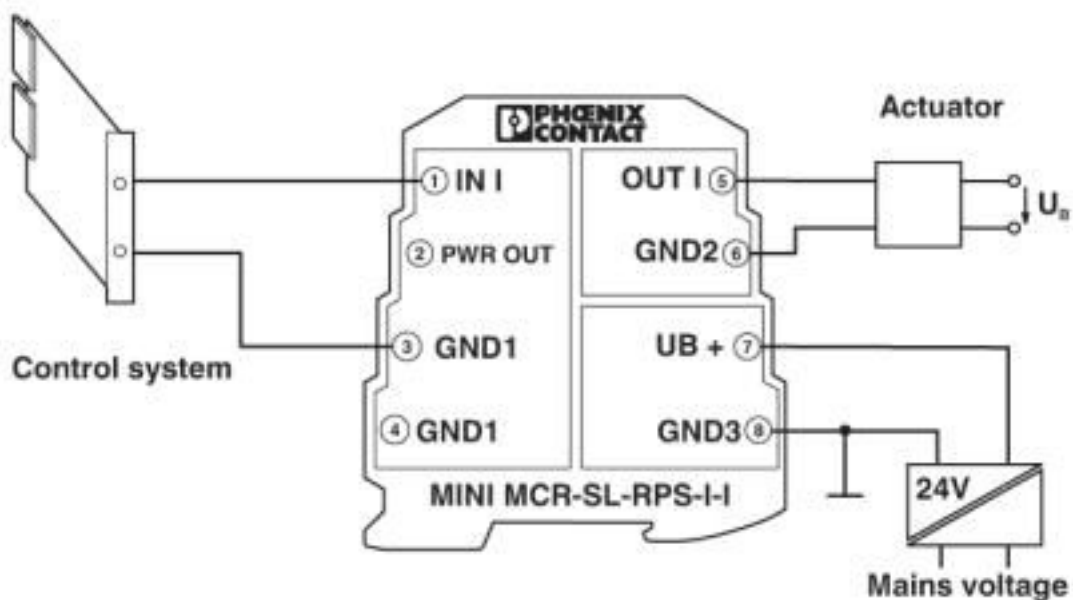 PHŒNIX
CONTACT
Actuator
1 IN I
OUT I 5
2 PWR OUT
GND2 6
3 GND1
UB + 7
Control system
4 GND1
GND3 8
24V
MINI MCR-SL-RPS-I-I
Mains voltage